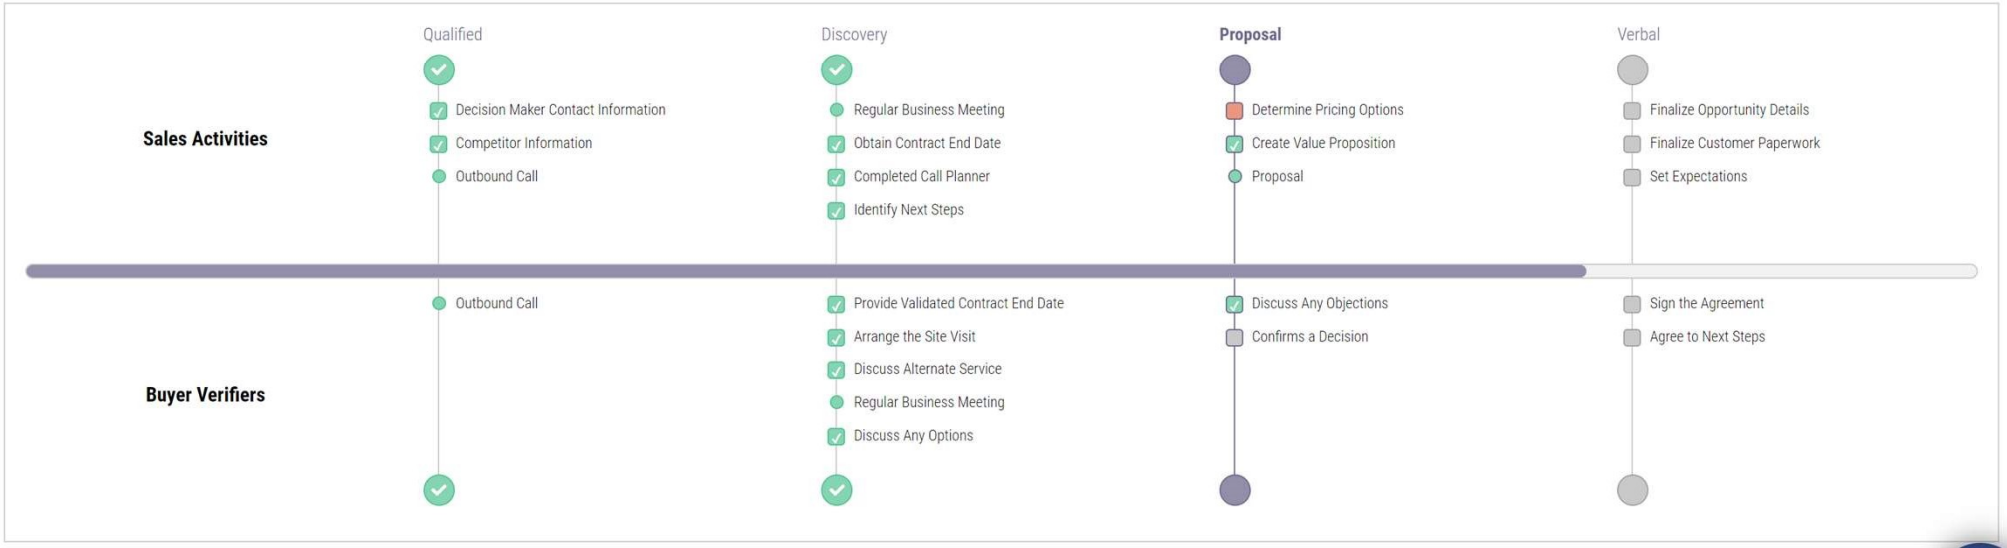 Qualified
Discovery
Proposal
Verbal
Sales Activities
Decision Maker Contact Information
Competitor Information
Outbound Call
Regular Business Meeting
Obtain Contract End Date
Completed Call Planner
Identify Next Steps
Determine Pricing Options
Create Value Proposition
Proposal
Finalize Opportunity Details
Finalize Customer Paperwork
Set Expectations
Buyer Verifiers
Outbound Call
Provide Validated Contract End Date
Arrange the Site Visit
Discuss Alternate Service
Regular Business Meeting
Discuss Any Options
Discuss Any Objections
Confirms a Decision
Sign the Agreement
Agree to Next Steps